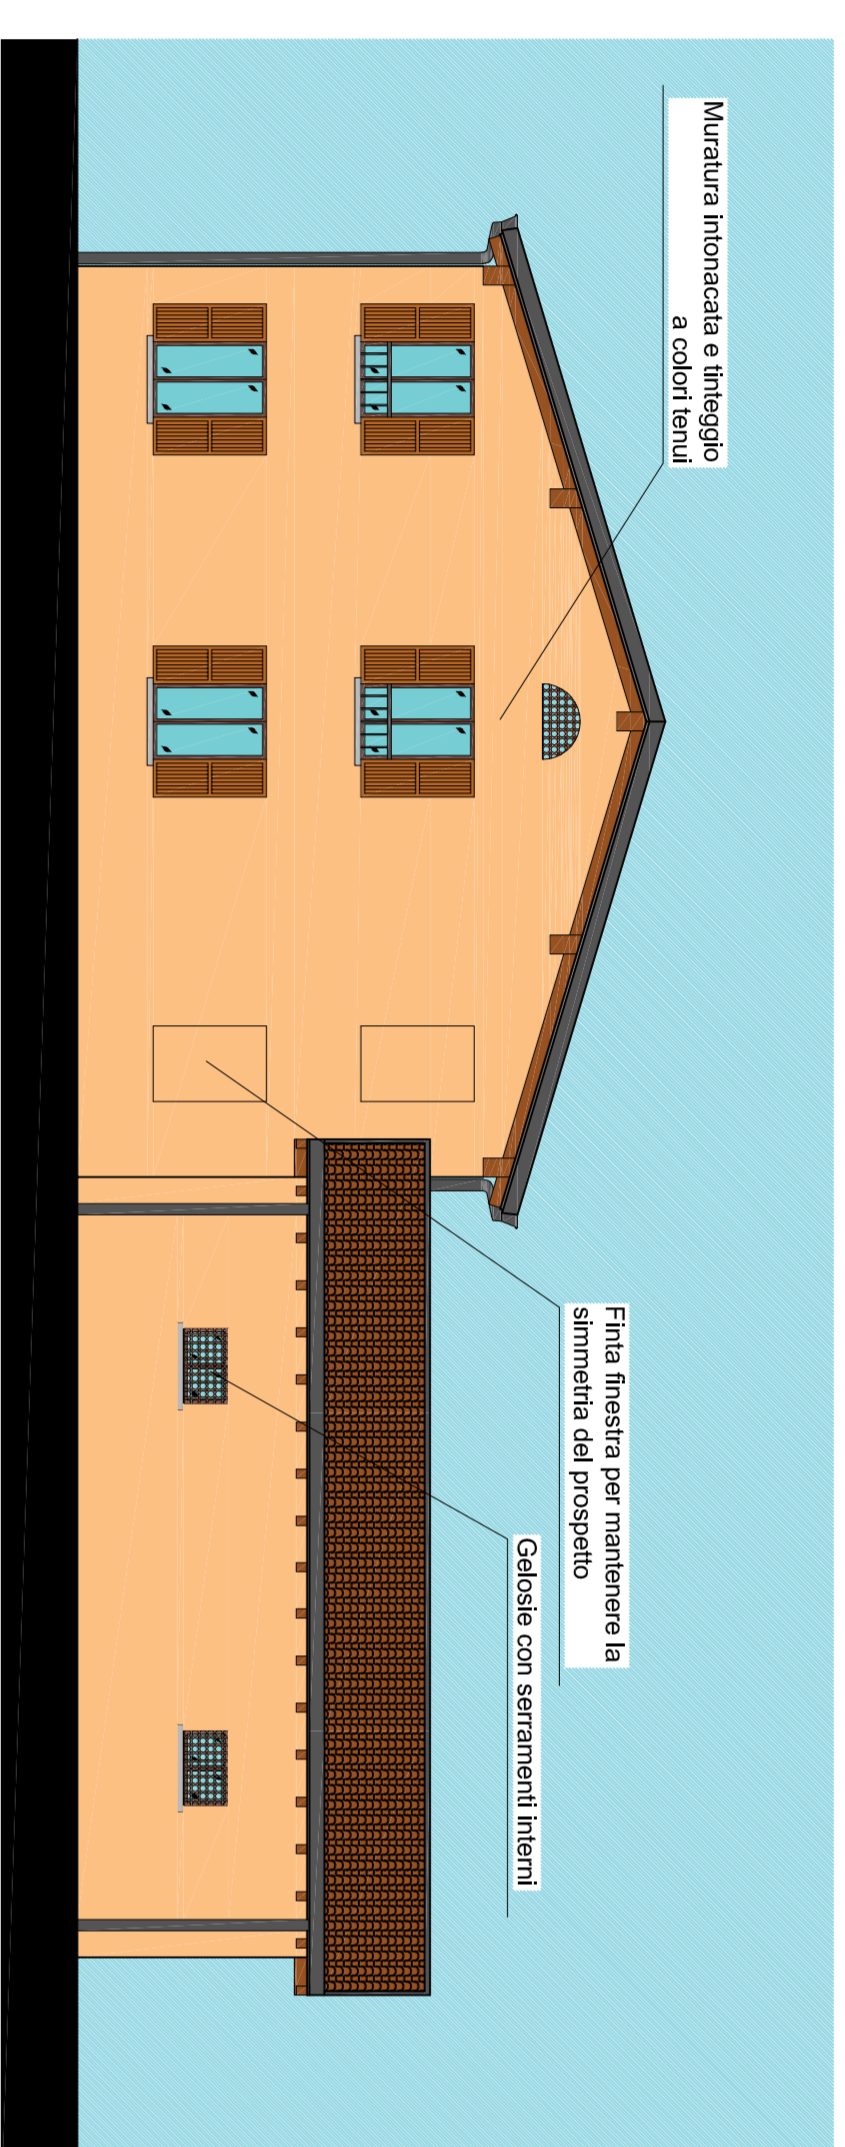 Muratura intonacata e tinteggio
a colori tenui
Finta finestra per mantenere la
simmetria del prospetto
Gelosie con serramenti interni